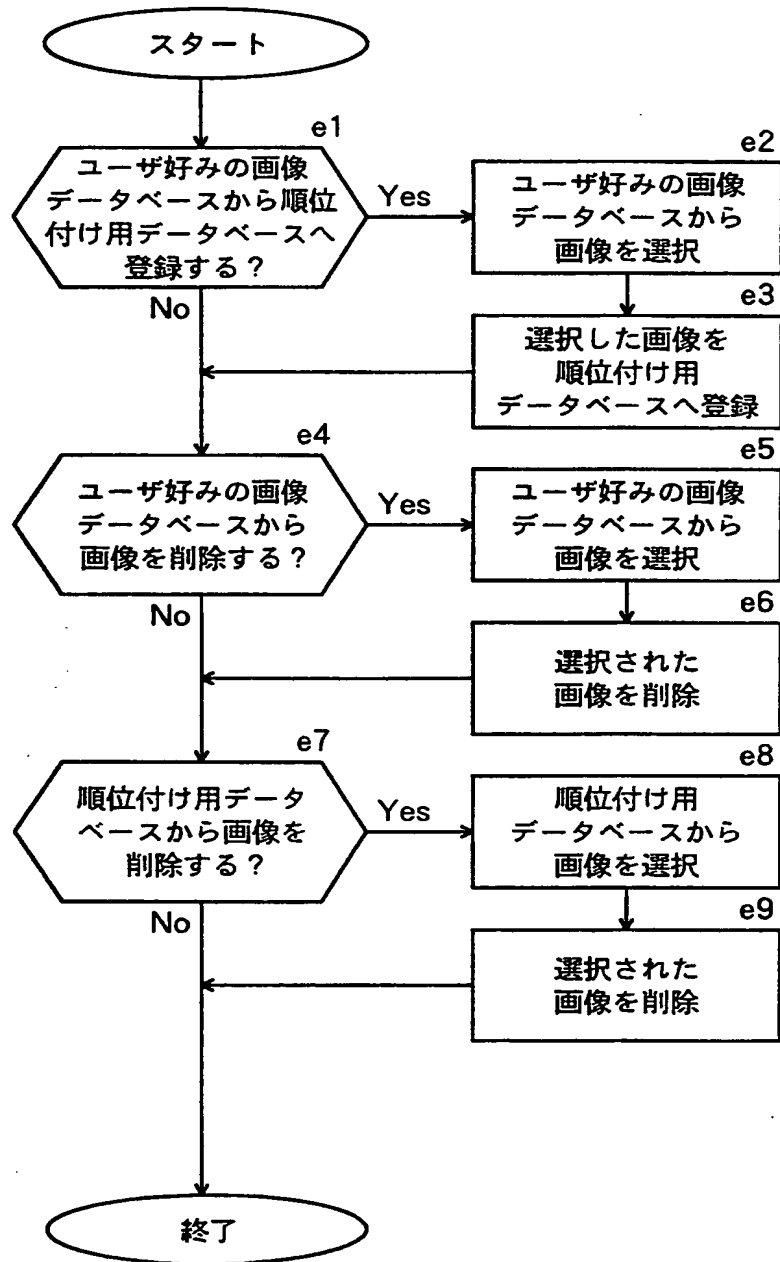 スタート
e1
ユーザ好みの画像
データベースから順位
付け用データベースへ
登録する？
Yes
No
e2
ユーザ好みの画像
データベースから
画像を選択
e3
選択した画像を
順位付け用
データベースへ登録
e4
ユーザ好みの画像
データベースから
画像を削除する？
Yes
No
e5
ユーザ好みの画像
データベースから
画像を選択
e6
選択された
画像を削除
e7
順位付け用データ
ベースから画像を
削除する？
Yes
No
e8
順位付け用
データベースから
画像を選択
e9
選択された
画像を削除
終了